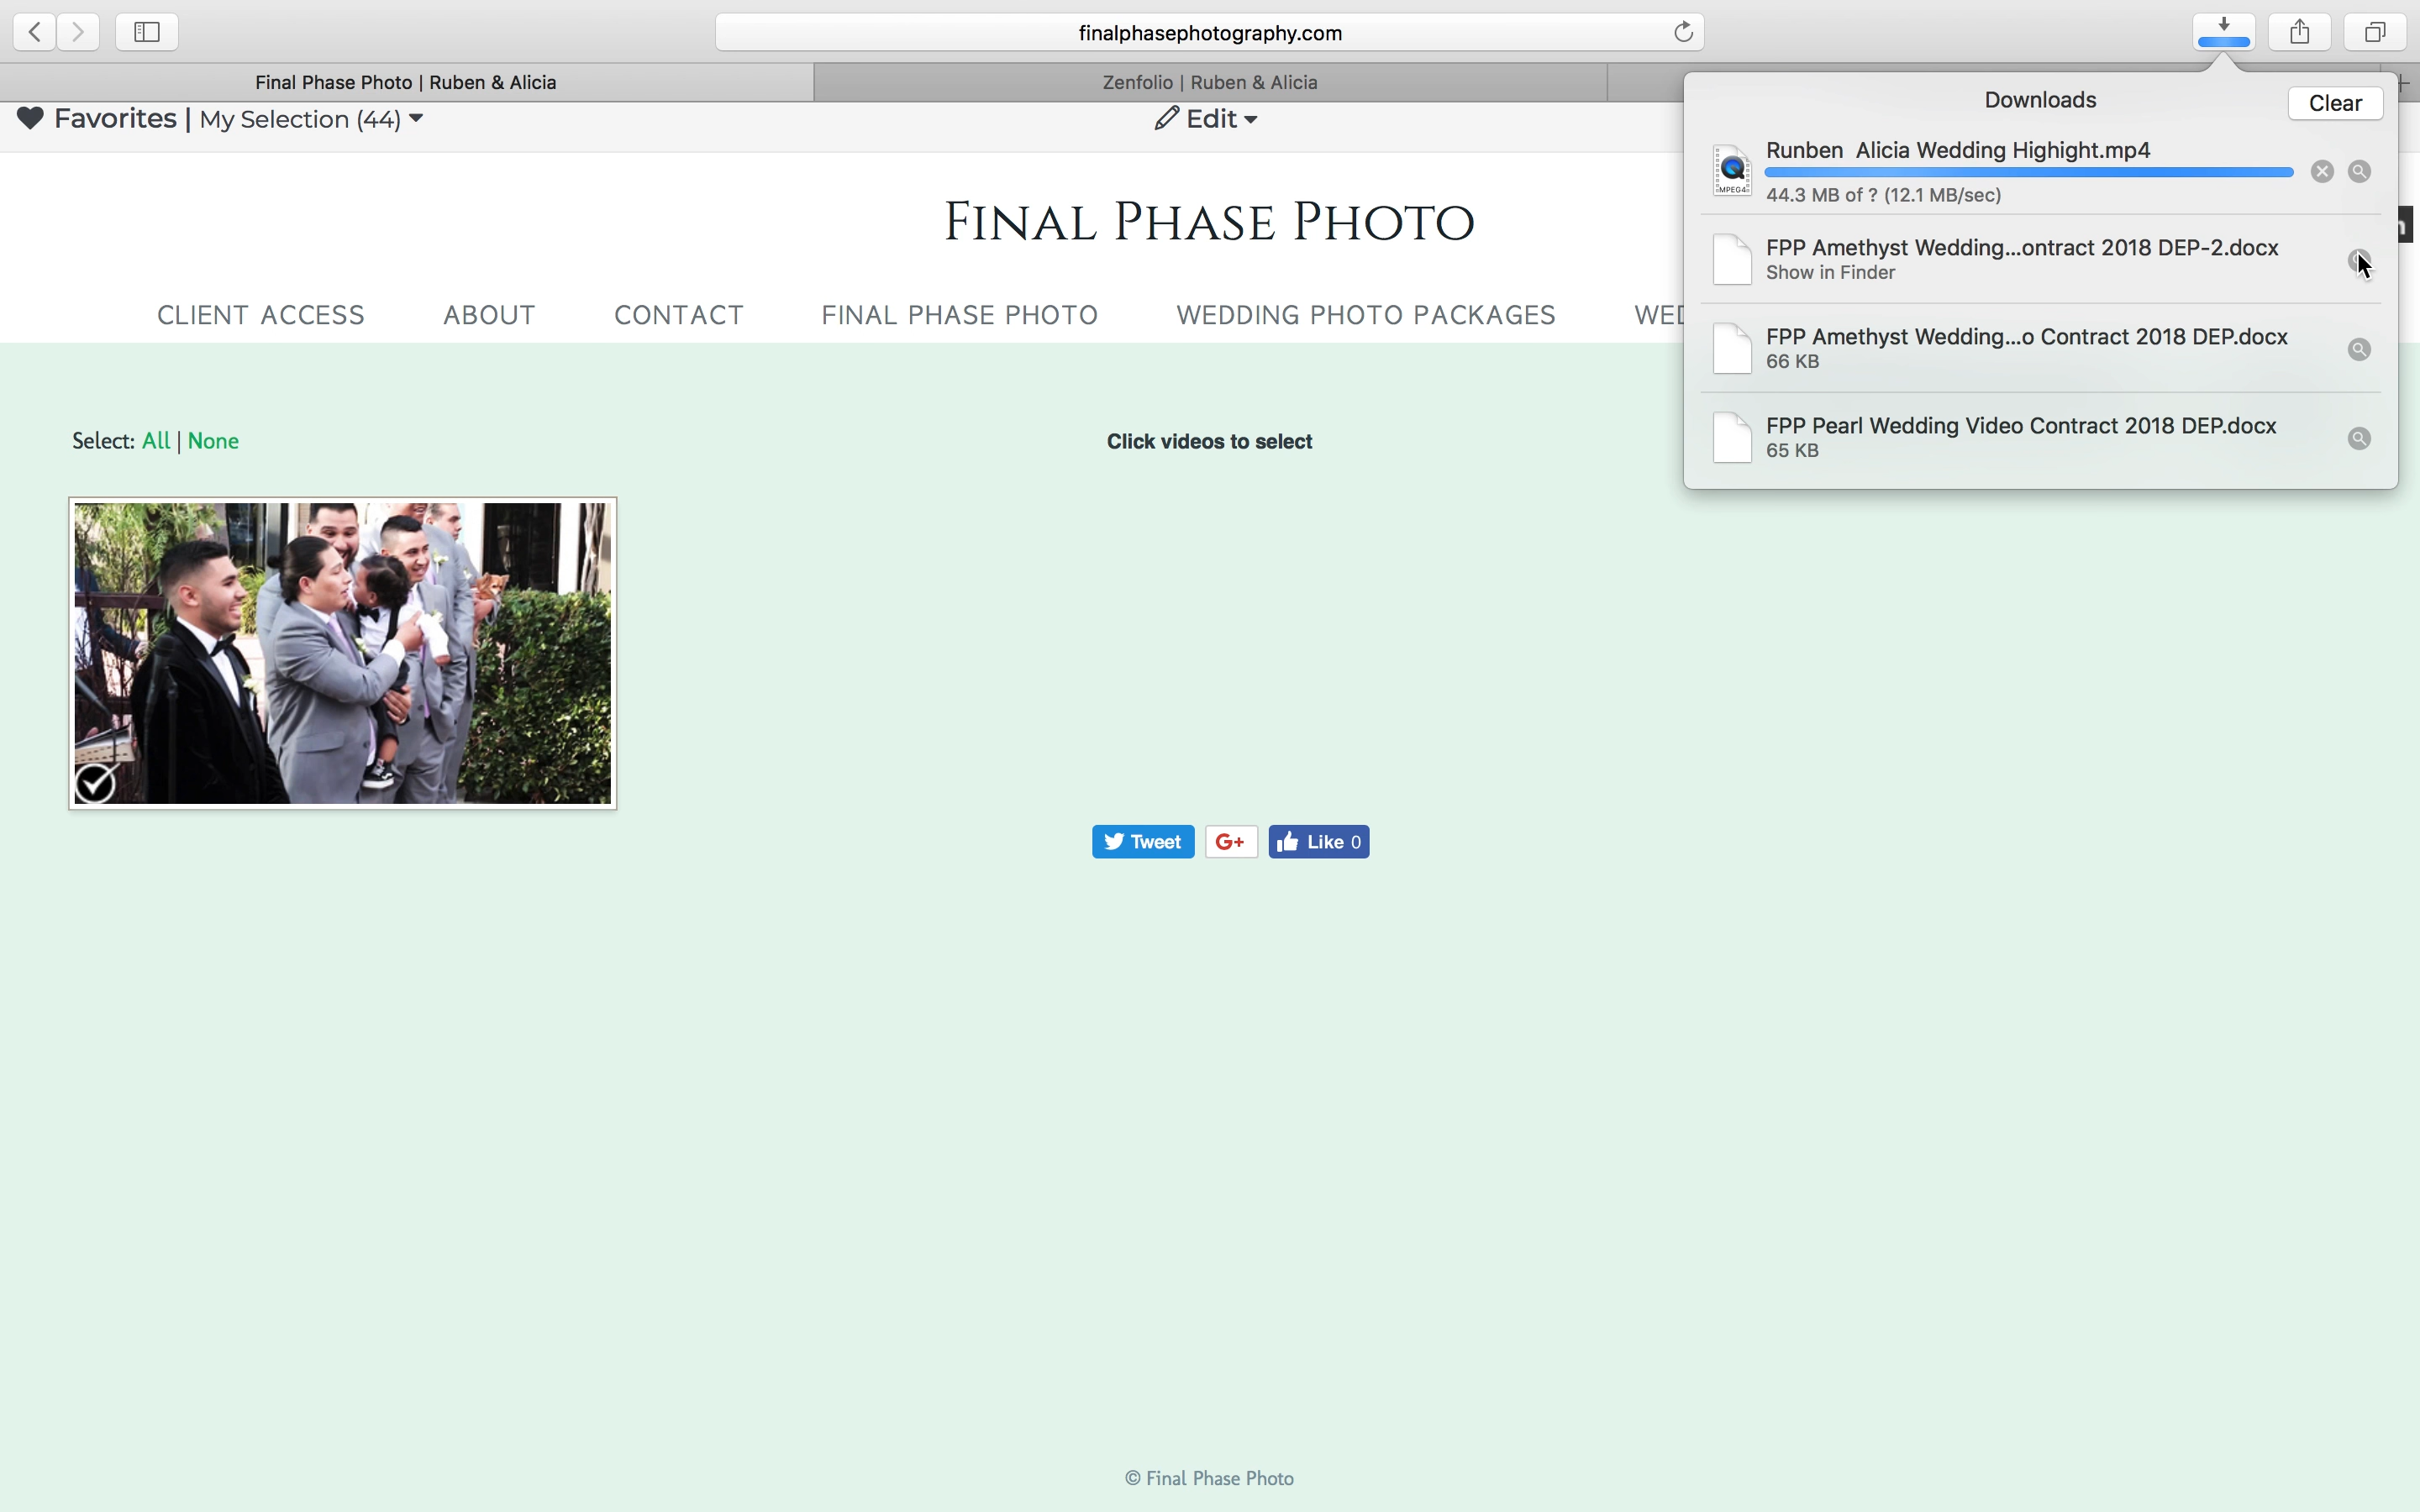 finalphasephotography.com
Final Phase Photo | Ruben & Alicia
Zenfolio | Ruben & Alicia
Favorites | My Selection (44)
Edit
Downloads
Clear
Runben Alicia Wedding Highight.mp4
MPEG4
44.3 MB of ? (12.1 MB/sec)
FPP Amethyst Wedding...ontract 2018 DEP-2.docx
Show in Finder
FPP Amethyst Wedding...o Contract 2018 DEP.docx
66 KB
FPP Pearl Wedding Video Contract 2018 DEP.docx
65 KB
FINAL PHASE PHOTO
CLIENT ACCESS ABOUT CONTACT FINAL PHASE PHOTO WEDDING PHOTO PACKAGES
Select: All | None
Click videos to select
Tweet G+ Like 0
© Final Phase Photo